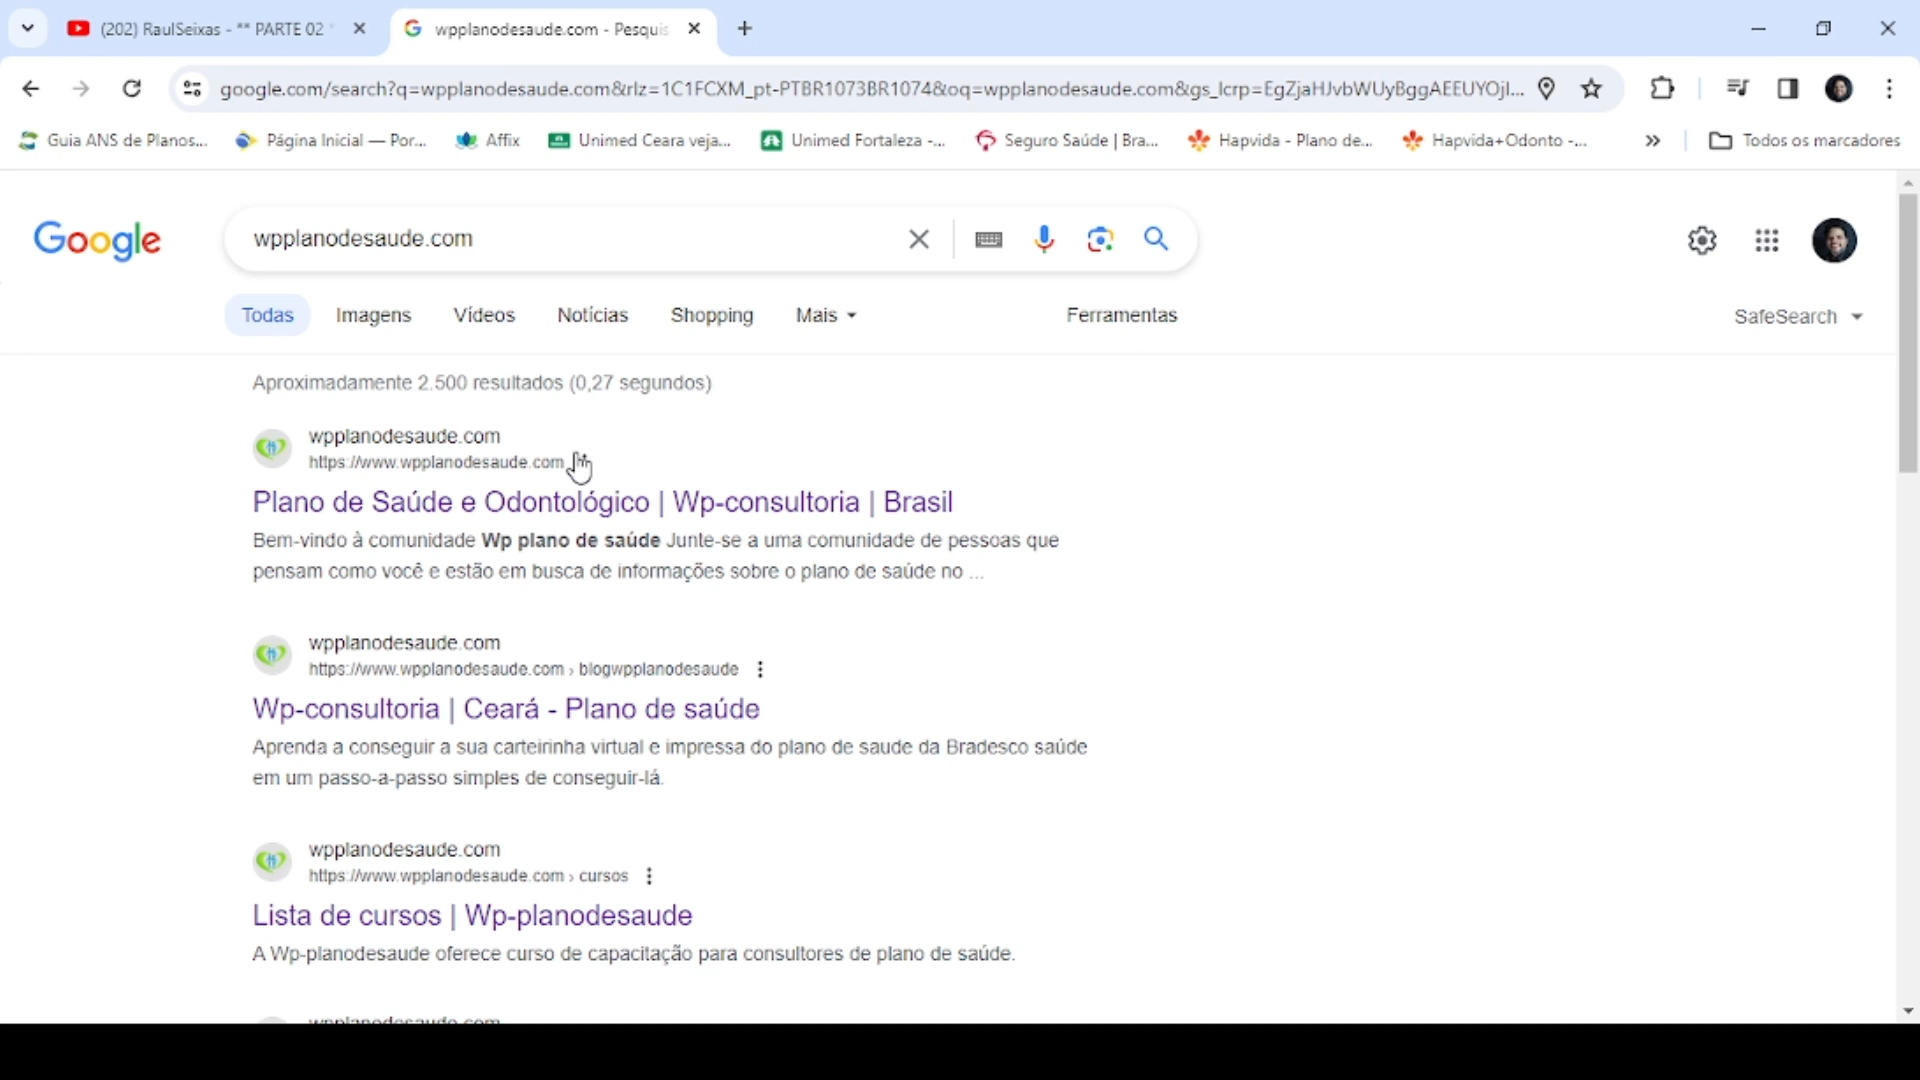 (202) RaulSeixas - ** PARTE 02
wpplanodesaude.com - Pesquis
google.com/search?q=wpplanodesaude.com&rlz=1C1FCXM_pt-PTBR1073BR1074&oq=wpplanodesaude.com&gs_lcrp=EgZjaHJvbWUyBggAEEUYOjI...
Guia ANS de Planos...
Página Inicial — Por...
Affix
Unimed Ceara veja...
Unimed Fortaleza -...
Seguro Saúde | Bra...
Hapvida - Plano de...
Hapvida+Odonto -...
»
Todos os marcadores
Google
wpplanodesaude.com
Todas
Imagens
Vídeos
Notícias
Shopping
Mais
Ferramentas
SafeSearch
Aproximadamente 2.500 resultados (0,27 segundos)
wpplanodesaude.com
https://www.wpplanodesaude.com
Plano de Saúde e Odontológico | Wp-consultoria | Brasil
Bem-vindo à comunidade Wp plano de saúde Junte-se a uma comunidade de pessoas que
pensam como você e estão em busca de informações sobre o plano de saúde no ...
wpplanodesaude.com
https://www.wpplanodesaude.com › blogwpplanodesaude
Wp-consultoria | Ceará - Plano de saúde
Aprenda a conseguir a sua carteirinha virtual e impressa do plano de saude da Bradesco saúde
em um passo-a-passo simples de conseguir-lá.
wpplanodesaude.com
https://www.wpplanodesaude.com › cursos
Lista de cursos | Wp-planodesaude
A Wp-planodesaude oferece curso de capacitação para consultores de plano de saúde.
wpplanodesaude.com